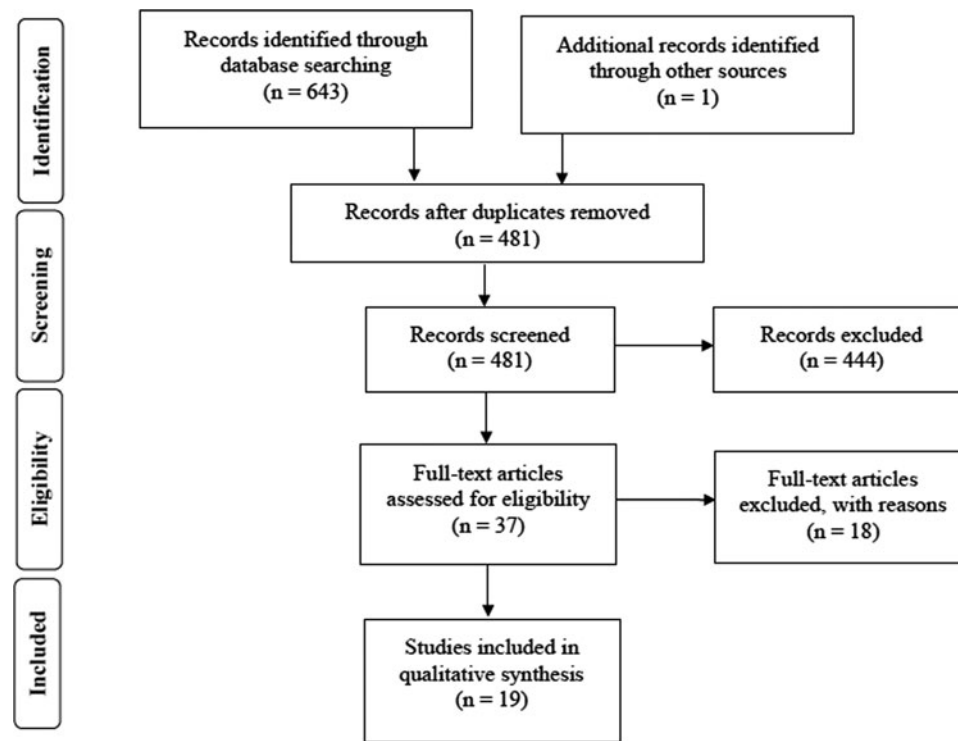 Identification
Records identified through
database searching
(n = 643)
Additional records identified
through other sources
(n = 1)
Records after duplicates removed
(n = 481)
Screening
Records screened
(n = 481)
Records excluded
(n = 444)
Eligibility
Full-text articles
assessed for eligibility
(n = 37)
Full-text articles
excluded, with reasons
(n = 18)
Included
Studies included in
qualitative synthesis
(n = 19)